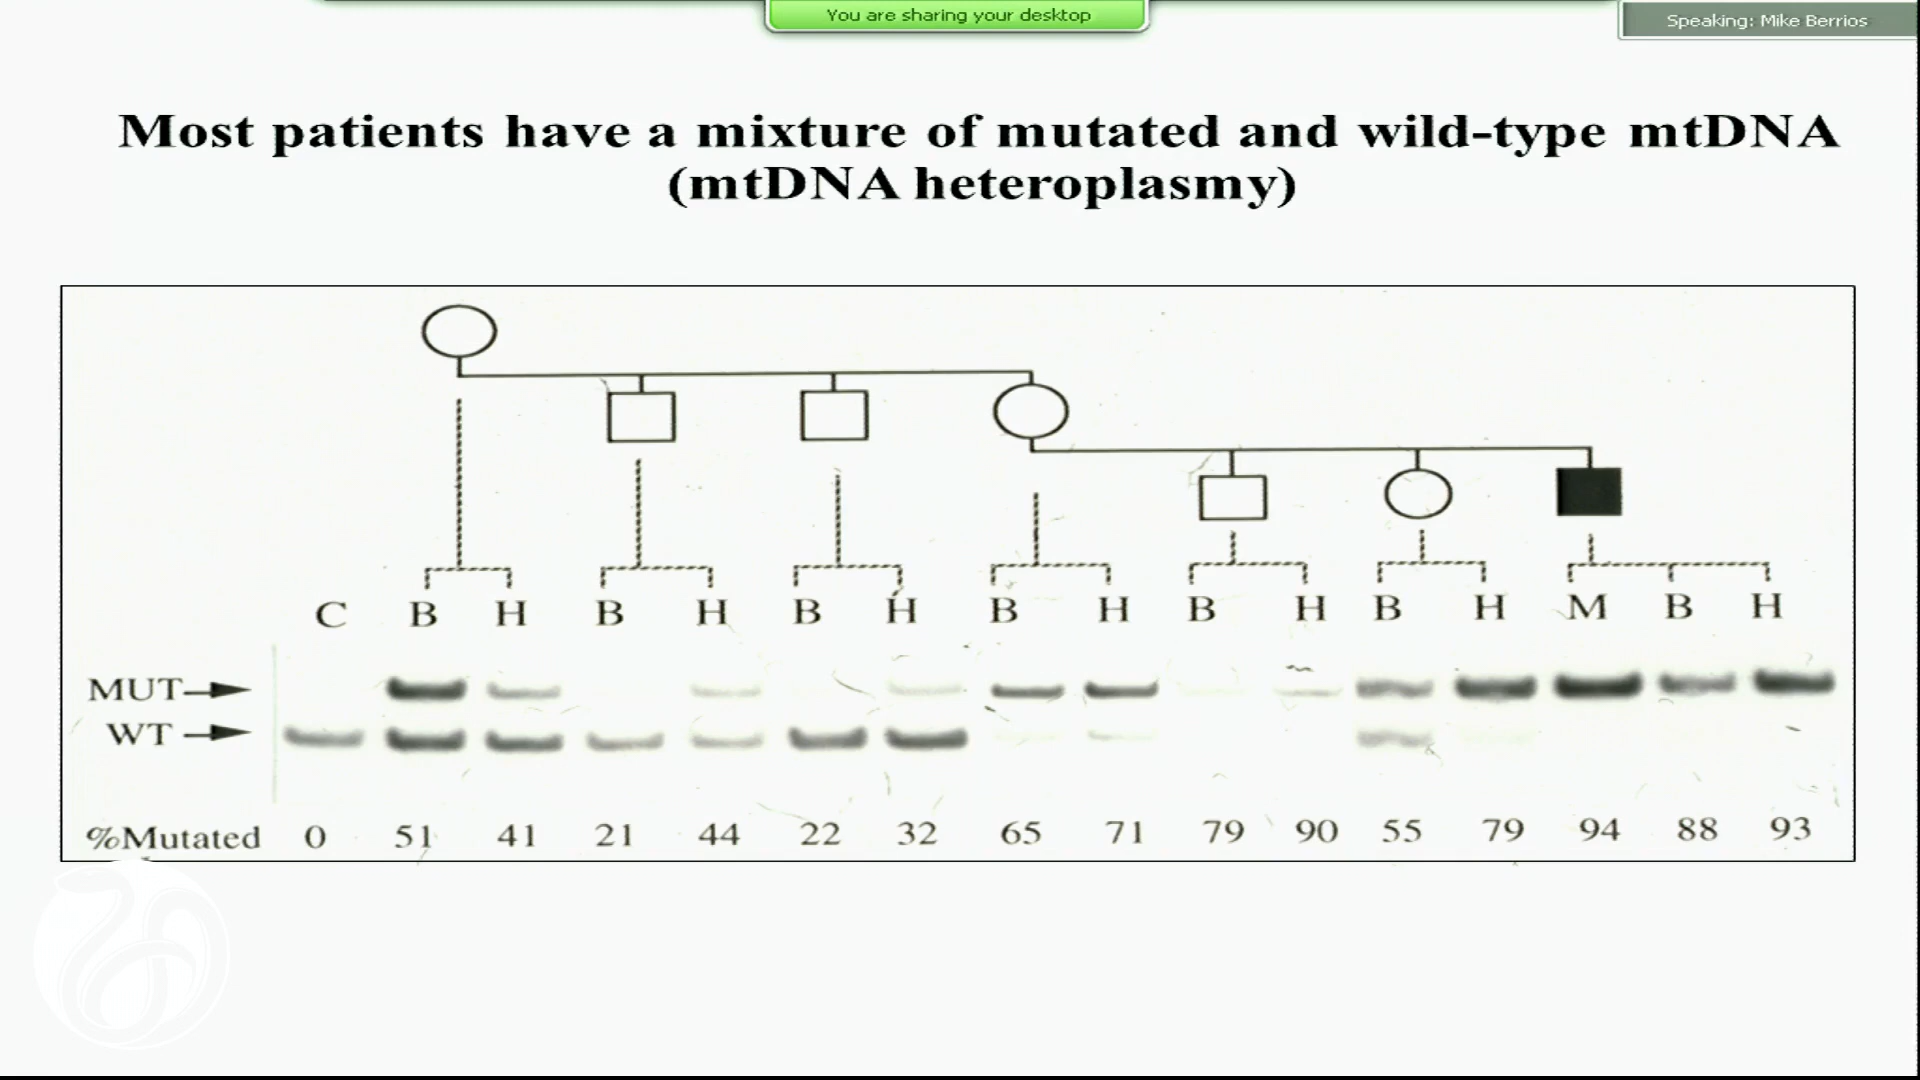 You are sharing your desktop
Speaking: Mike Berrios
Most patients have a mixture of mutated and wild-type mtDNA
(mtDNA heteroplasmy)
C B H B H B H B H B H B H M B H
MUT
WT
%Mutated 0 51 41 21 44 22 32 65 71 79 90 55 79 94 88 93